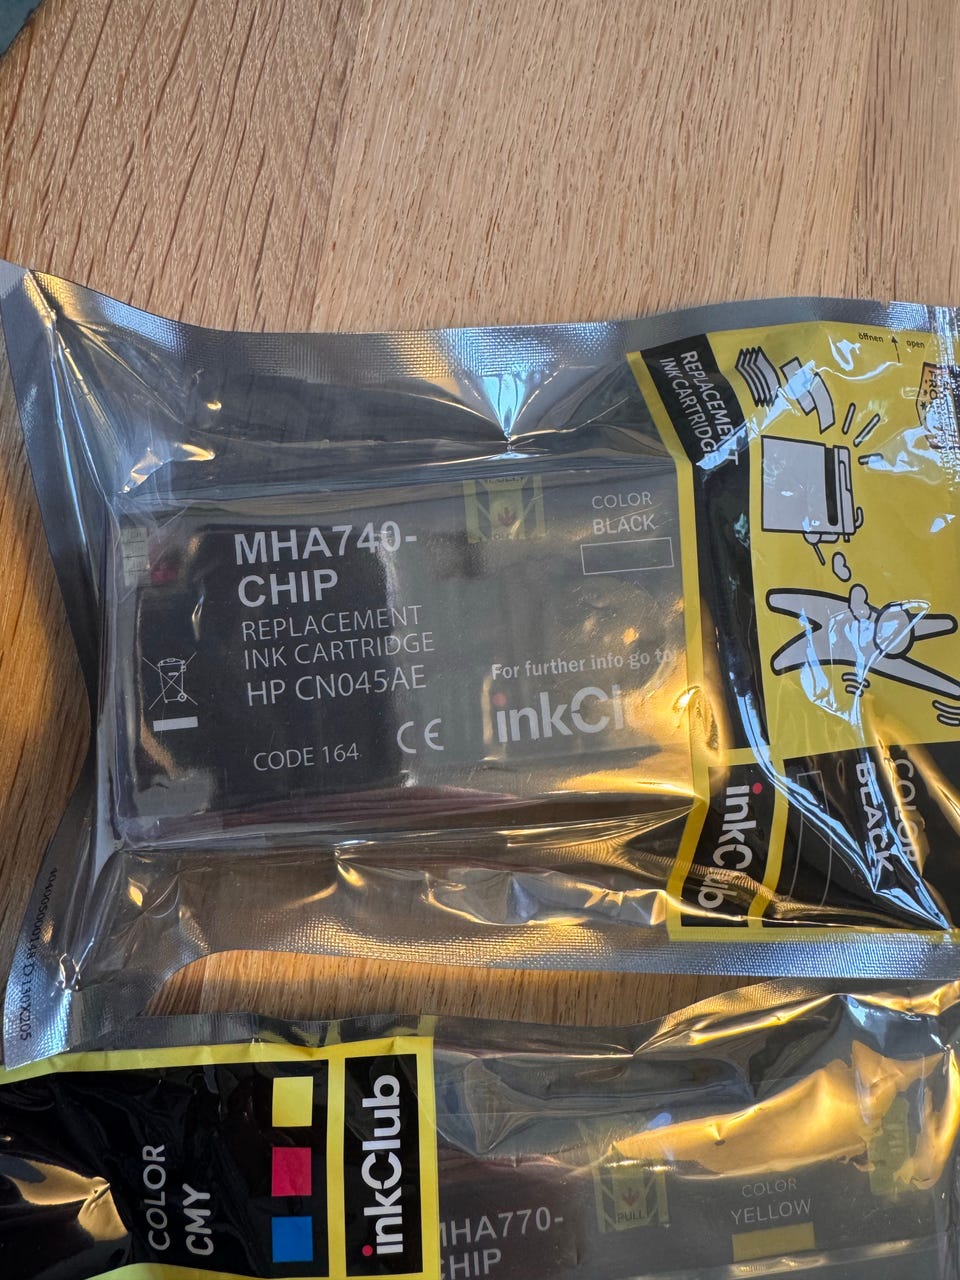 öffnen open
REPLACEMENT
INK CARTRIDGE
COLOR
BLACK
MHA740-
CHIP
REPLACEMENT
INK CARTRIDGE
HP CN045AE
CODE 164
CE
For further info go to
inkCl
inkClub
COLOR
BLACK
COLOR
CMY
inkClub
PULL
MHA770-
CHIP
COLOR
YELLOW